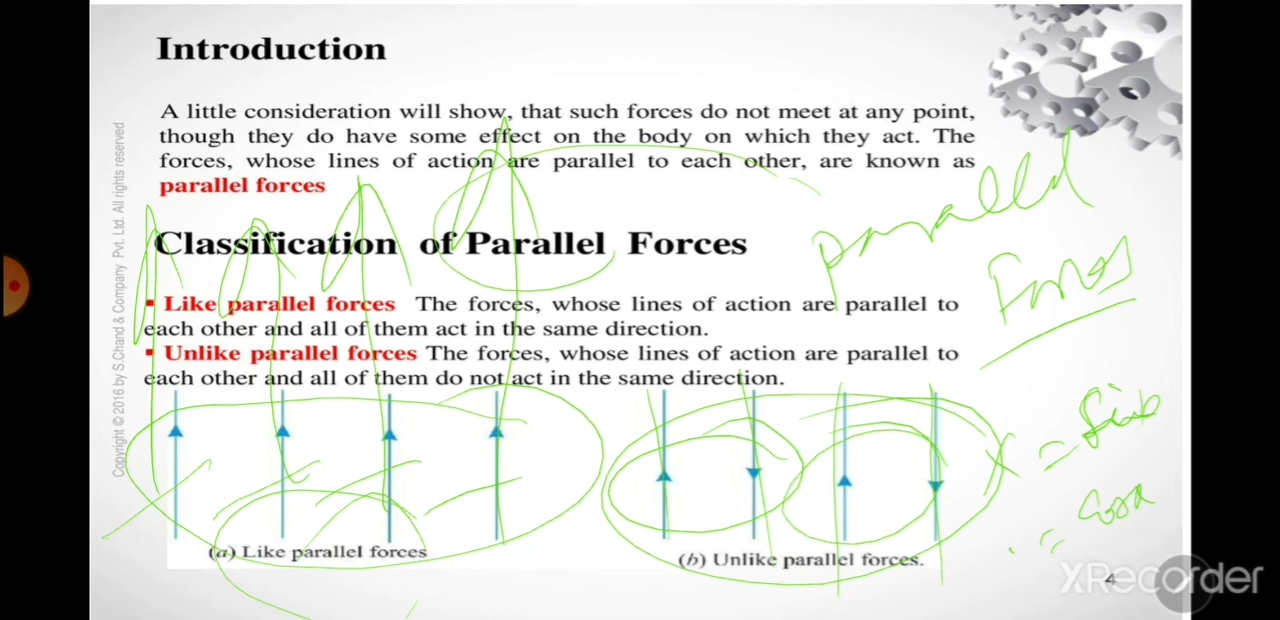 Introduction
A little consideration will show, that such forces do not meet at any point,
though they do have some effect on the body on which they act. The
forces, whose lines of action are parallel to each other, are known as
parallel forces
Classification of Parallel Forces
▪ Like parallel forces The forces, whose lines of action are parallel to
each other and all of them act in the same direction.
▪ Unlike parallel forces The forces, whose lines of action are parallel to
each other and all of them do not act in the same direction.
(a) Like parallel forces
(b) Unlike parallel forces.
Copyright © 2016 by S.Chand & Company Pvt. Ltd. All rights reserved
parallel
Forces
4
XRecorder